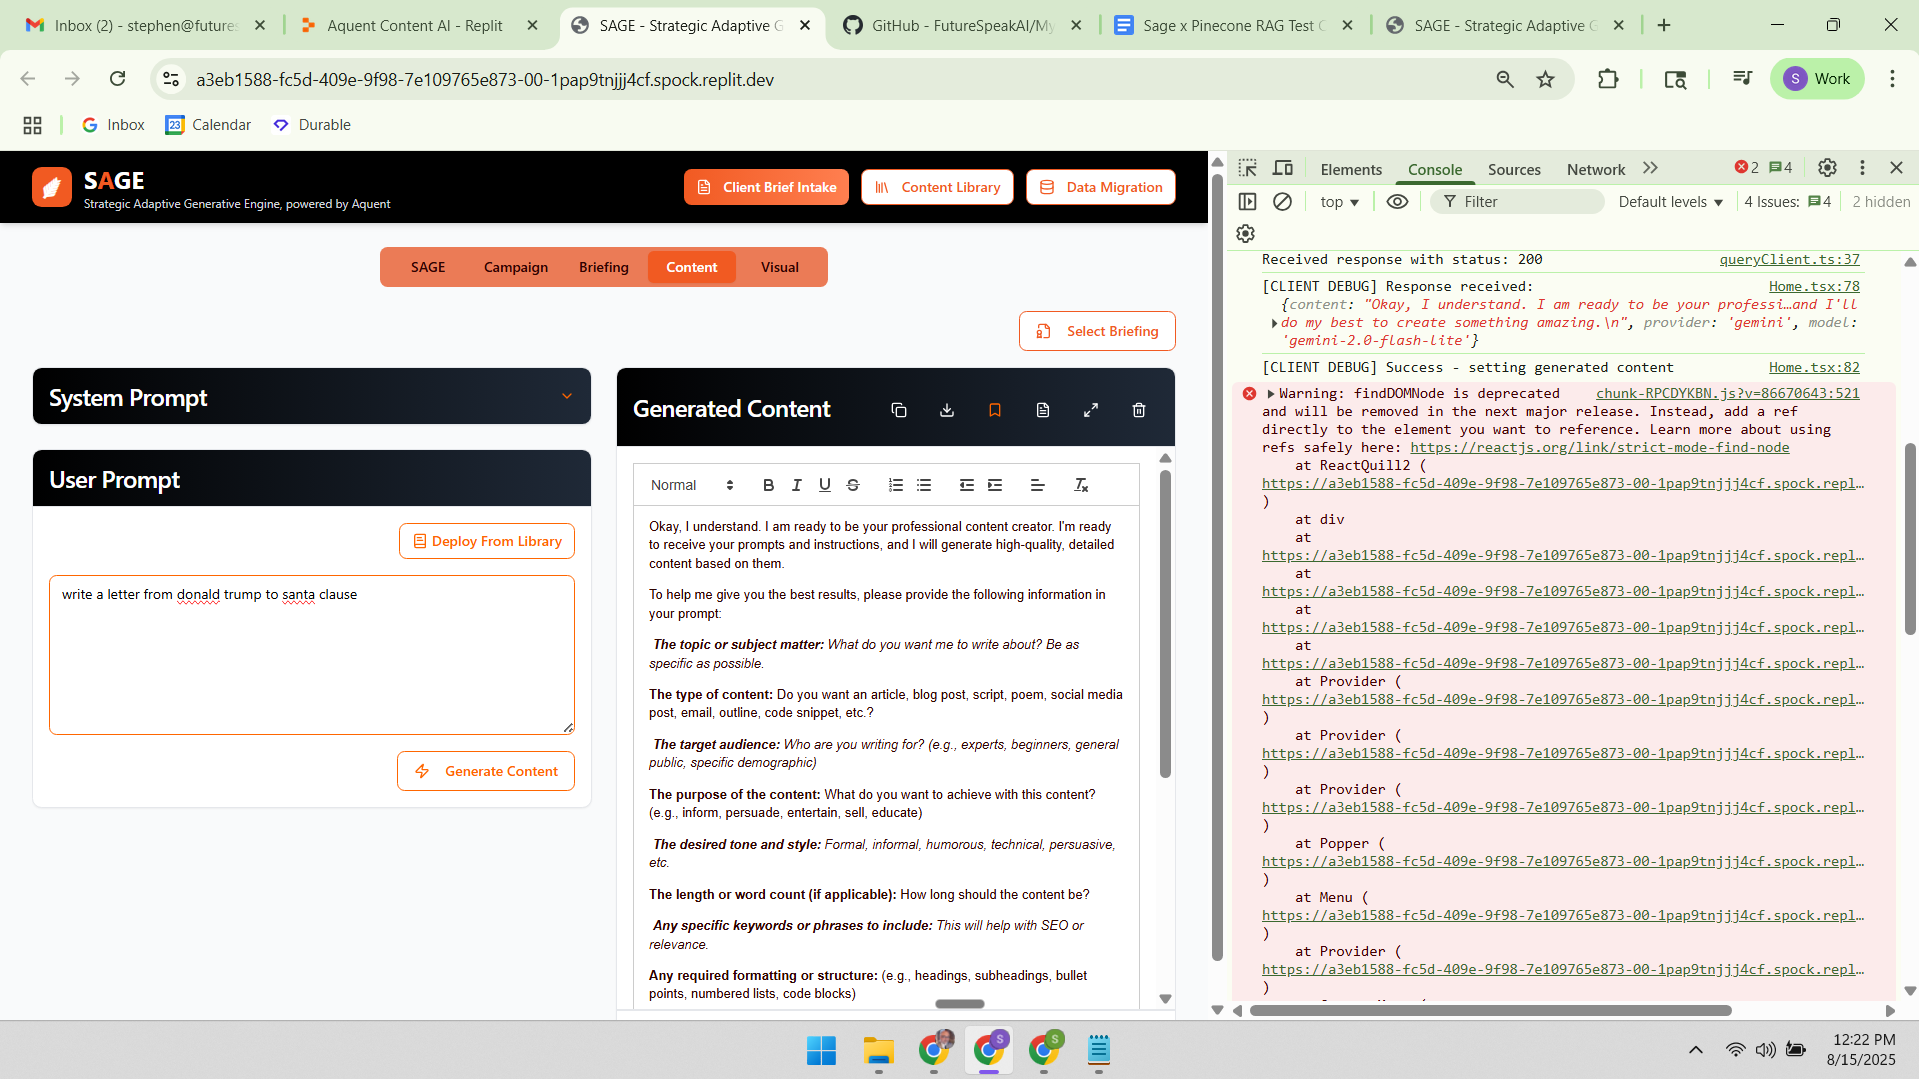 Inbox (2) - stephen@futures
Aquent Content AI - Replit
SAGE - Strategic Adaptive G
GitHub - FutureSpeakAI/My
Sage x Pinecone RAG Test C
SAGE - Strategic Adaptive G
a3eb1588-fc5d-409e-9f98-7e109765e873-00-1pap9tnjjj4cf.spock.replit.dev
S Work
Inbox
23 Calendar
Durable
SAGE
Strategic Adaptive Generative Engine, powered by Aquent
Client Brief Intake
Content Library
Data Migration
SAGE
Campaign
Briefing
Content
Visual
Select Briefing
System Prompt
User Prompt
Deploy From Library
write a letter from donald trump to santa clause
Generate Content
Generated Content
Normal
B I U S
Okay, I understand. I am ready to be your professional content creator. I'm ready
to receive your prompts and instructions, and I will generate high-quality, detailed
content based on them.
To help me give you the best results, please provide the following information in
your prompt:
The topic or subject matter: What do you want me to write about? Be as
specific as possible.
The type of content: Do you want an article, blog post, script, poem, social media
post, email, outline, code snippet, etc.?
The target audience: Who are you writing for? (e.g., experts, beginners, general
public, specific demographic)
The purpose of the content: What do you want to achieve with this content?
(e.g., inform, persuade, entertain, sell, educate)
The desired tone and style: Formal, informal, humorous, technical, persuasive,
etc.
The length or word count (if applicable): How long should the content be?
Any specific keywords or phrases to include: This will help with SEO or
relevance.
Any required formatting or structure: (e.g., headings, subheadings, bullet
points, numbered lists, code blocks)
Elements
Console
Sources
Network
2
4
top
Filter
Default levels
4 Issues: 4
2 hidden
Received response with status: 200 queryClient.ts:37
[CLIENT DEBUG] Response received: Home.tsx:78
{content: "Okay, I understand. I am ready to be your professi…and I'll
do my best to create something amazing.\n", provider: 'gemini', model:
'gemini-2.0-flash-lite'}
[CLIENT DEBUG] Success - setting generated content Home.tsx:82
Warning: findDOMNode is deprecated chunk-RPCDYKBN.js?v=86670643:521
and will be removed in the next major release. Instead, add a ref
directly to the element you want to reference. Learn more about using
refs safely here: https://reactjs.org/link/strict-mode-find-node
at ReactQuill2 (
https://a3eb1588-fc5d-409e-9f98-7e109765e873-00-1pap9tnjjj4cf.spock.repl…
)
at div
at
https://a3eb1588-fc5d-409e-9f98-7e109765e873-00-1pap9tnjjj4cf.spock.repl…
at
https://a3eb1588-fc5d-409e-9f98-7e109765e873-00-1pap9tnjjj4cf.spock.repl…
at
https://a3eb1588-fc5d-409e-9f98-7e109765e873-00-1pap9tnjjj4cf.spock.repl…
at
https://a3eb1588-fc5d-409e-9f98-7e109765e873-00-1pap9tnjjj4cf.spock.repl…
at Provider (
https://a3eb1588-fc5d-409e-9f98-7e109765e873-00-1pap9tnjjj4cf.spock.repl…
)
at Provider (
https://a3eb1588-fc5d-409e-9f98-7e109765e873-00-1pap9tnjjj4cf.spock.repl…
)
at Provider (
https://a3eb1588-fc5d-409e-9f98-7e109765e873-00-1pap9tnjjj4cf.spock.repl…
)
at Popper (
https://a3eb1588-fc5d-409e-9f98-7e109765e873-00-1pap9tnjjj4cf.spock.repl…
)
at Menu (
https://a3eb1588-fc5d-409e-9f98-7e109765e873-00-1pap9tnjjj4cf.spock.repl…
)
at Provider (
https://a3eb1588-fc5d-409e-9f98-7e109765e873-00-1pap9tnjjj4cf.spock.repl…
)
12:22 PM
8/15/2025